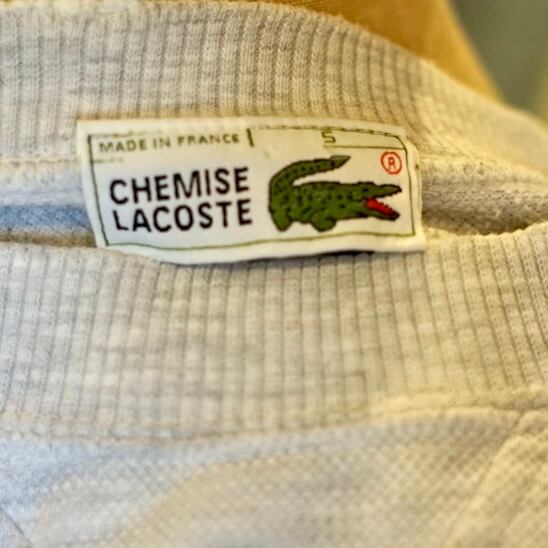 MADE IN FRANCE 5
CHEMISE
LACOSTE
®